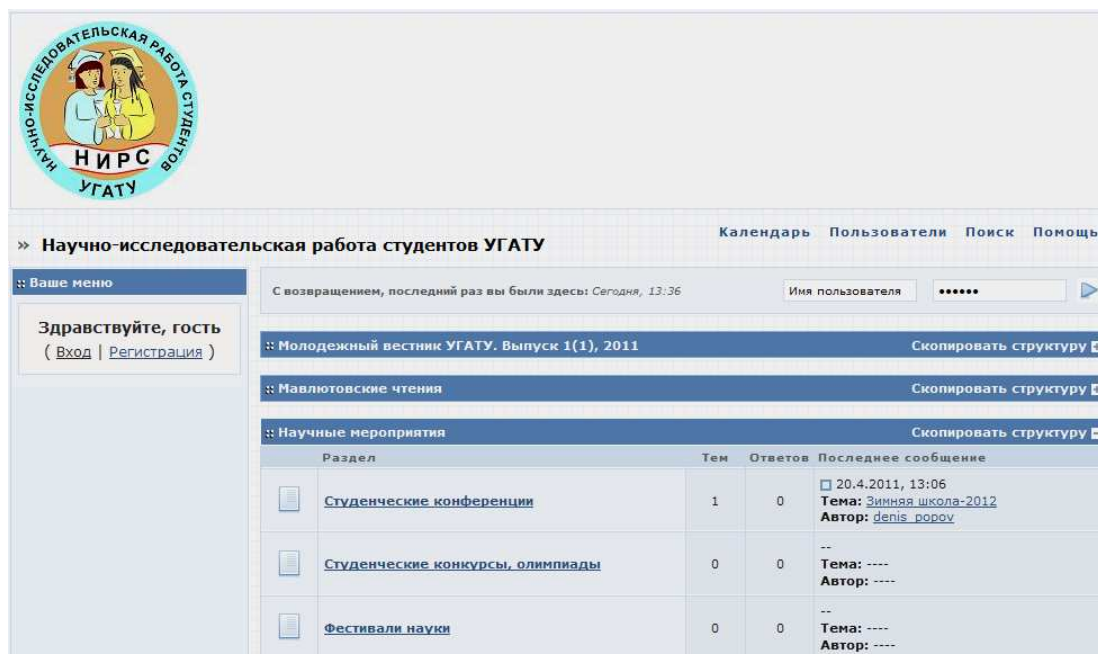 НАУЧНО-ИССЛЕДОВАТЕЛЬСКАЯ РАБОТА СТУДЕНТОВ
НИРС
УГАТУ
» Научно-исследовательская работа студентов УГАТУ
Календарь Пользователи Поиск Помощь
:: Ваше меню
Здравствуйте, гость
( Вход | Регистрация )
С возвращением, последний раз вы были здесь: Сегодня, 13:36 Имя пользователя ••••••
:: Молодежный вестник УГАТУ. Выпуск 1(1), 2011 Скопировать структуру
:: Мавлютовские чтения Скопировать структуру
:: Научные мероприятия Скопировать структуру
Раздел Тем Ответов Последнее сообщение
Студенческие конференции 1 0
20.4.2011, 13:06
Тема: Зимняя школа-2012
Автор: denis_popov
Студенческие конкурсы, олимпиады 0 0
--
Тема: ----
Автор: ----
Фестивали науки 0 0
--
Тема: ----
Автор: ----